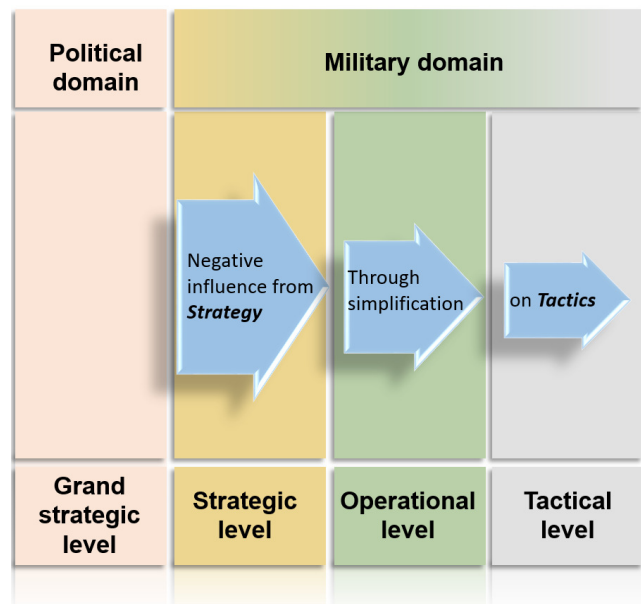 Political
domain
Military domain
Negative
influence from
Strategy
Through
simplification
on Tactics
Grand
strategic
level
Strategic
level
Operational
level
Tactical
level